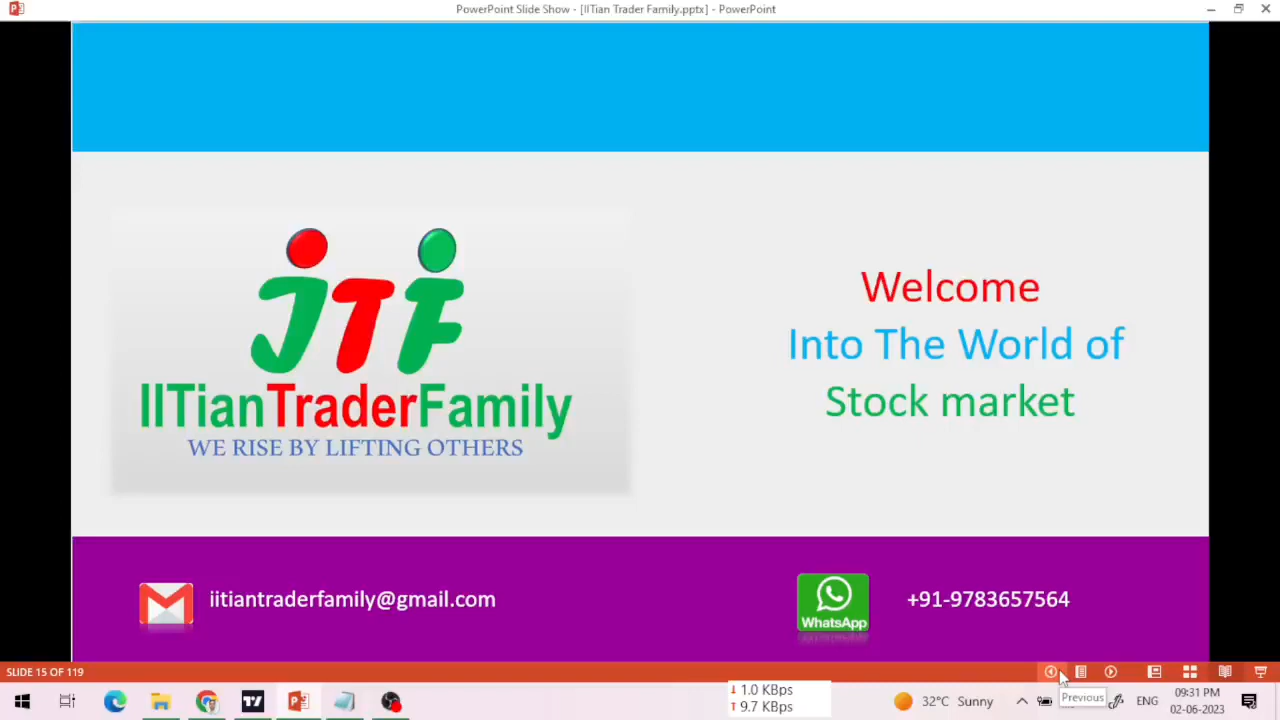 PowerPoint Slide Show - [IITian Trader Family.pptx] - PowerPoint
JTF
IITianTraderFamily
WE RISE BY LIFTING OTHERS
Welcome
Into The World of
Stock market
iitiantraderfamily@gmail.com
WhatsApp
+91-9783657564
SLIDE 15 OF 119
Previous
1.0 KBps
9.7 KBps
32°C Sunny
ENG
09:31 PM
02-06-2023